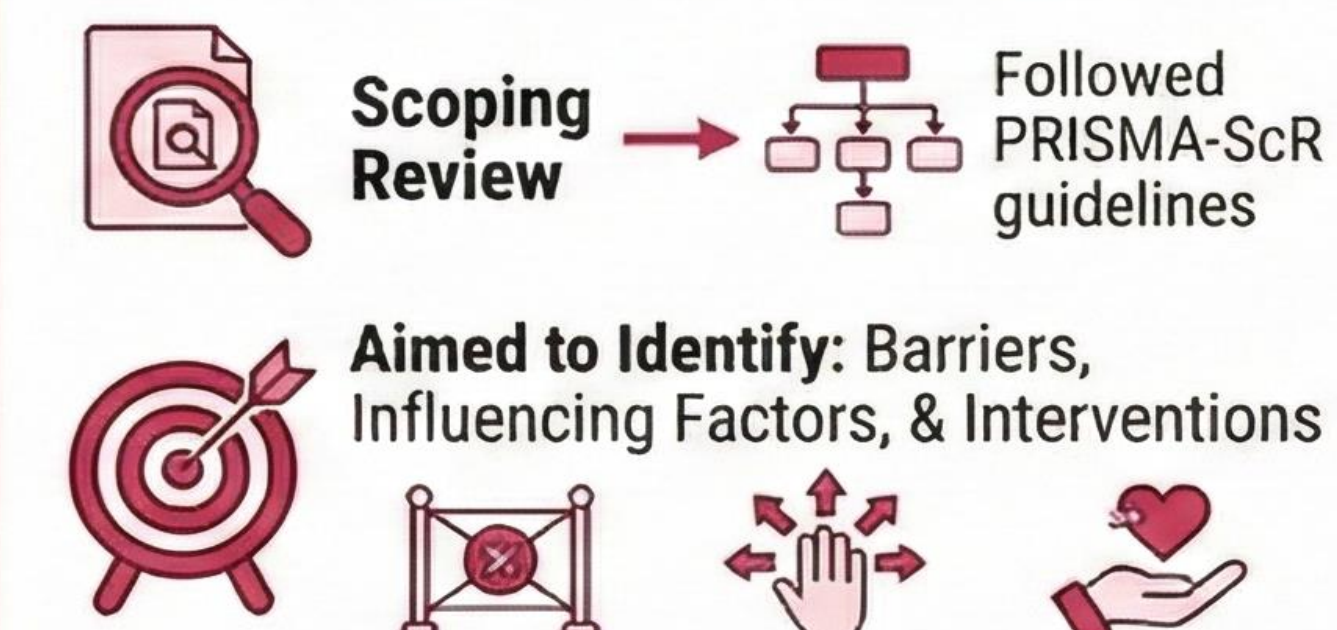 Scoping
Review
Followed
PRISMA-ScR
guidelines
Aimed to Identify: Barriers,
Influencing Factors, & Interventions